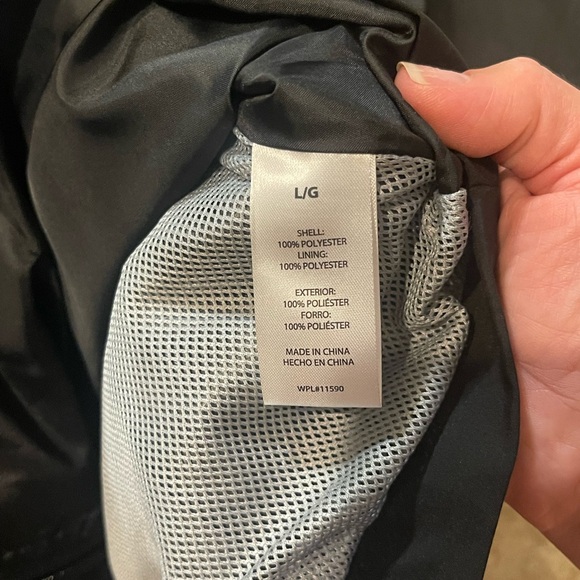 L/G
SHELL:
100% POLYESTER
LINING:
100% POLYESTER
EXTERIOR:
100% POLIÉSTER
FORRO:
100% POLIÉSTER
MADE IN CHINA
HECHO EN CHINA
WPL#11590